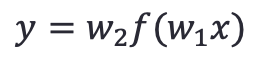 y = w₂f(w₁x)